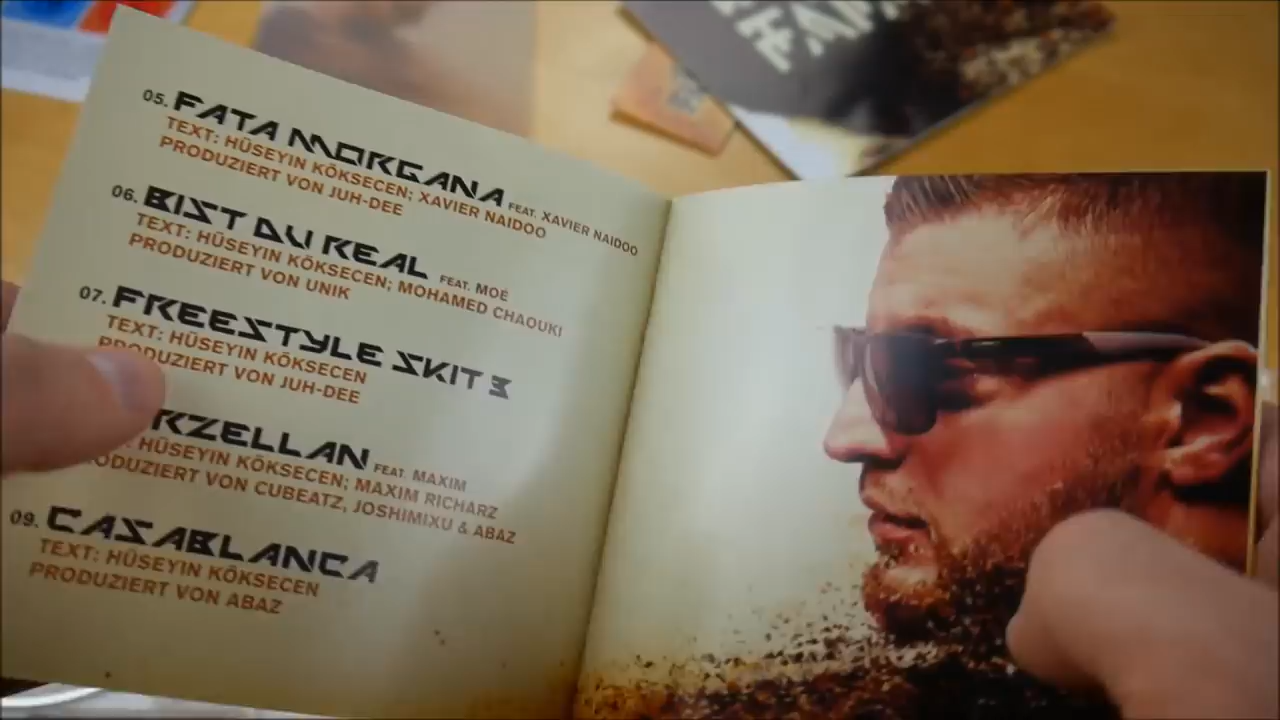 05. FATA MORGANA FEAT. XAVIER NAIDOO
TEXT: HÜSEYIN KÖKSECEN; XAVIER NAIDOO
PRODUZIERT VON JUH-DEE
06. BIST DU REAL FEAT. MOÉ
TEXT: HÜSEYIN KÖKSECEN; MOHAMED CHAOUKI
PRODUZIERT VON UNIK
07. FREESTYLE SKIT 3
TEXT: HÜSEYIN KÖKSECEN
PRODUZIERT VON JUH-DEE
RZELLAN FEAT. MAXIM
: HÜSEYIN KÖKSECEN; MAXIM RICHARZ
ODUZIERT VON CUBEATZ, JOSHIMIXU & ABAZ
09. CASABLANCA
TEXT: HÜSEYIN KÖKSECEN
PRODUZIERT VON ABAZ